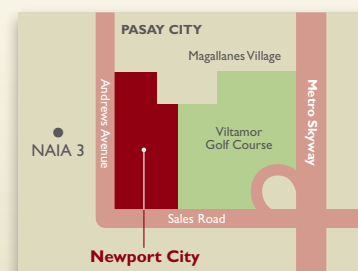 PASAY CITY
Magallanes Village
Andrews Avenue
Metro Skyway
Viltamor
Golf Course
NAIA 3
Sales Road
Newport City